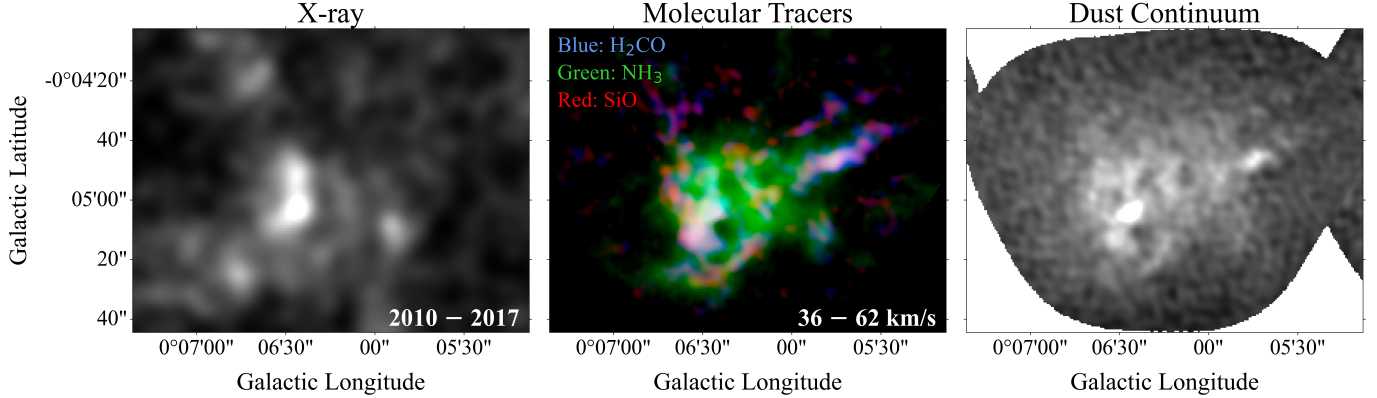 X-ray
Molecular Tracers
Dust Continuum
Galactic Latitude
-0°04'20"
40"
05'00"
20"
40"
2010 − 2017
Blue: H₂CO
Green: NH₃
Red: SiO
36 − 62 km/s
0°07'00" 06'30" 00" 05'30"
0°07'00" 06'30" 00" 05'30"
0°07'00" 06'30" 00" 05'30"
Galactic Longitude
Galactic Longitude
Galactic Longitude